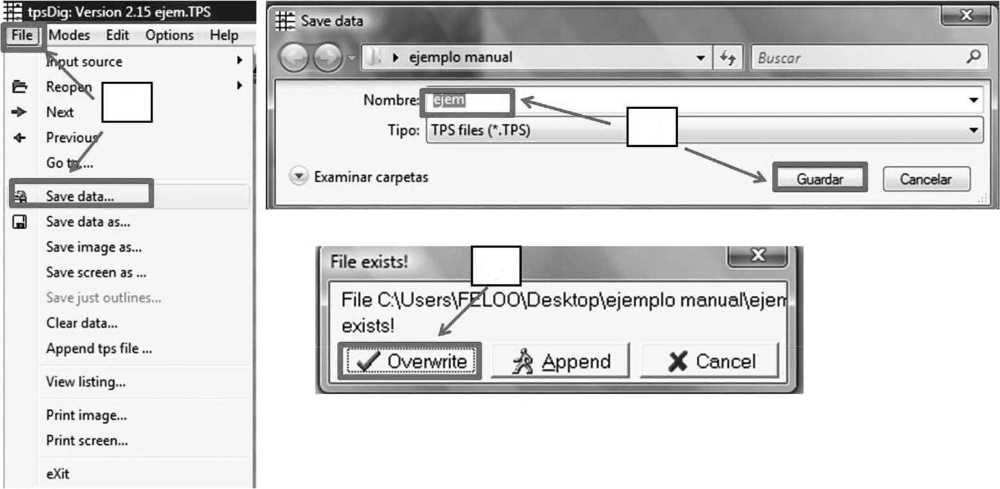 tpsDig: Version 2.15 ejem.TPS
File Modes Edit Options Help
Input source
Reopen
Next
Previous
Go to ...
Save data...
Save data as...
Save image as...
Save screen as ...
Save just outlines...
Clear data...
Append tps file ...
View listing...
Print image...
Print screen...
eXit
Save data
ejemplo manual
Buscar
Nombre: ejem
Tipo: TPS files (*.TPS)
Examinar carpetas
Guardar Cancelar
File exists!
File C:\Users\FELOO\Desktop\ejemplo manual\ejem
exists!
Overwrite Append Cancel